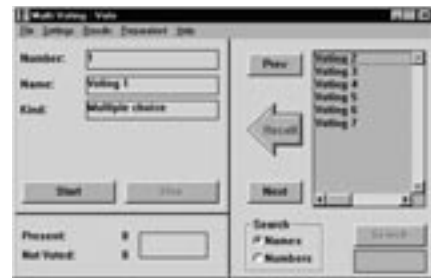 Multi Voting - Vote
File Settings Results Preparation Help
Number: 1
Name: Voting 1
Kind: Multiple choice
Start
Stop
Present: 0
Not Voted: 0
Prev
Recall
Next
Voting 2
Voting 3
Voting 4
Voting 5
Voting 6
Voting 7
Search
Names
Numbers
Search